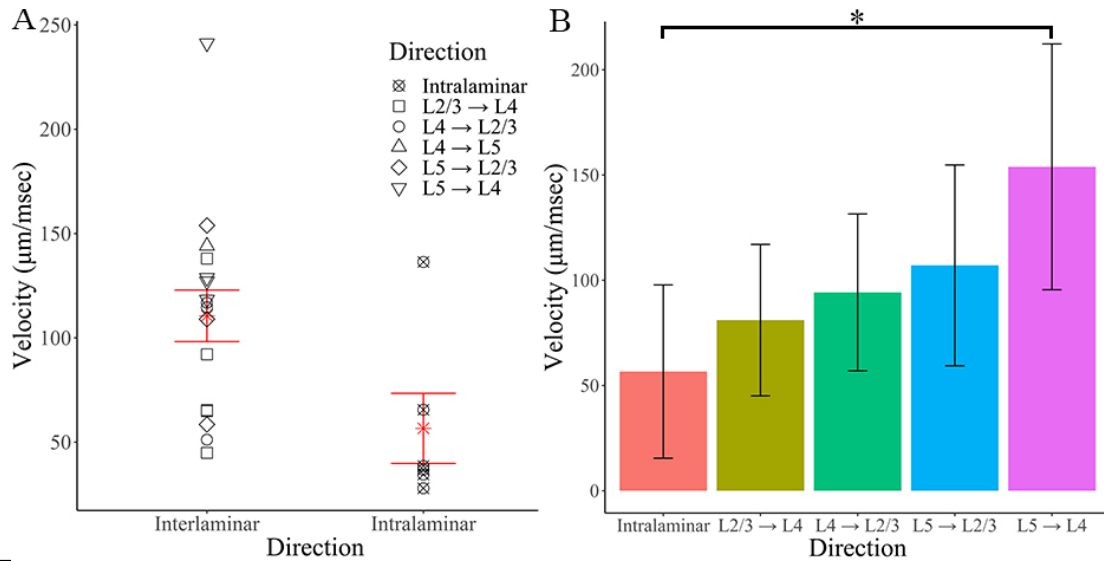 A
250
200
150
100
50
Velocity (μm/msec)
Direction
Intralaminar
L2/3 → L4
L4 → L2/3
L4 → L5
L5 → L2/3
L5 → L4
Interlaminar
Intralaminar
Direction
B
*
200
150
100
50
0
Velocity (μm/msec)
Intralaminar
L2/3 → L4
L4 → L2/3
L5 → L2/3
L5 → L4
Direction